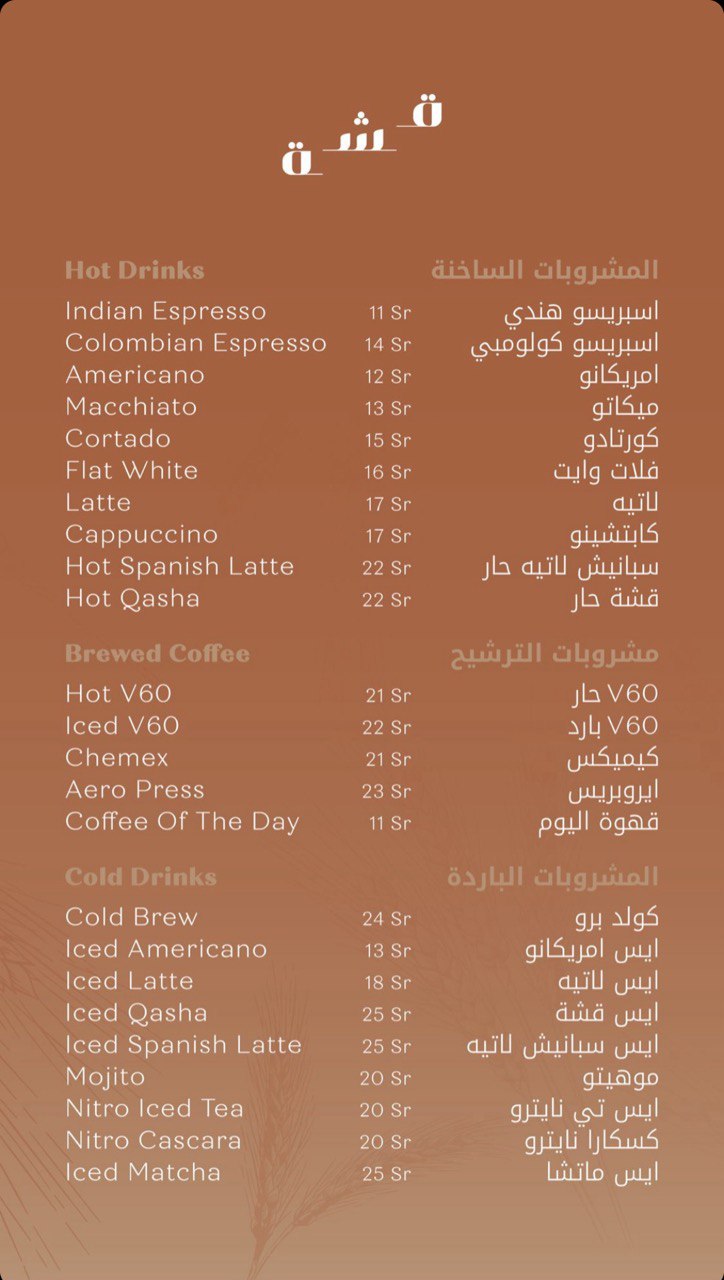 قشة
Hot Drinks المشروبات الساخنة
Indian Espresso 11 Sr اسبريسو هندي
Colombian Espresso 14 Sr اسبريسو كولومبي
Americano 12 Sr امريكانو
Macchiato 13 Sr ميكاتو
Cortado 15 Sr كورتادو
Flat White 16 Sr فلات وايت
Latte 17 Sr لاتيه
Cappuccino 17 Sr كابتشينو
Hot Spanish Latte 22 Sr سبانيش لاتيه حار
Hot Qasha 22 Sr قشة حار
Brewed Coffee مشروبات الترشيح
Hot V60 21 Sr V60 حار
Iced V60 22 Sr V60 بارد
Chemex 21 Sr كيميكس
Aero Press 23 Sr ايروبريس
Coffee Of The Day 11 Sr قهوة اليوم
Cold Drinks المشروبات الباردة
Cold Brew 24 Sr كولد برو
Iced Americano 13 Sr ايس امريكانو
Iced Latte 18 Sr ايس لاتيه
Iced Qasha 25 Sr ايس قشة
Iced Spanish Latte 25 Sr ايس سبانيش لاتيه
Mojito 20 Sr موهيتو
Nitro Iced Tea 20 Sr ايس تي نايترو
Nitro Cascara 20 Sr كسكارا نايترو
Iced Matcha 25 Sr ايس ماتشا